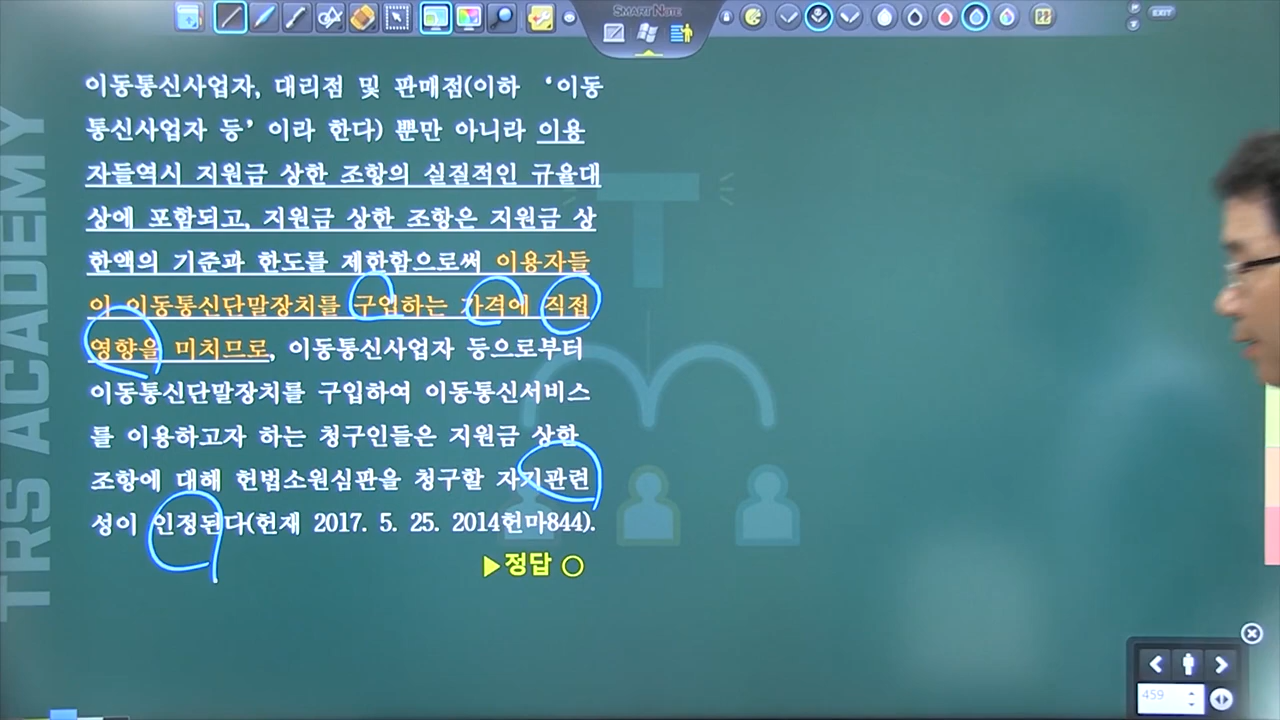 SMARTNOTE
EXIT
이동통신사업자, 대리점 및 판매점(이하 ‘이동
통신사업자 등’ 이라 한다) 뿐만 아니라 이용
자들역시 지원금 상한 조항의 실질적인 규율대
상에 포함되고, 지원금 상한 조항은 지원금 상
한액의 기준과 한도를 제한함으로써 이용자들
이 이동통신단말장치를 구입하는 가격에 직접
영향을 미치므로, 이동통신사업자 등으로부터
이동통신단말장치를 구입하여 이동통신서비스
를 이용하고자 하는 청구인들은 지원금 상한
조항에 대해 헌법소원심판을 청구할 자기관련
성이 인정된다(헌재 2017. 5. 25. 2014헌마844).
▶정답 ○
TRS ACADEMY
459